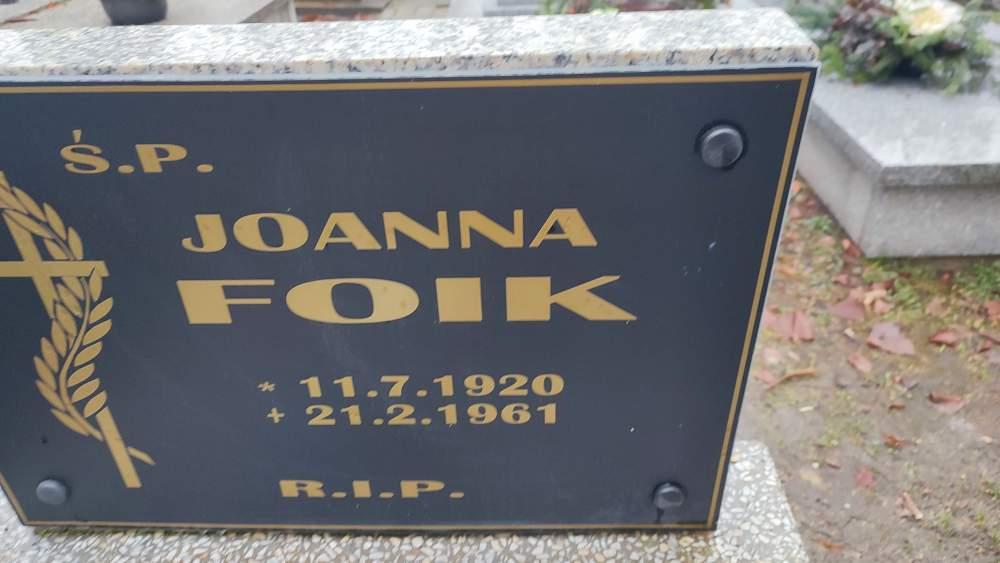 Ś.P.
JOANNA
FOIK
* 11.7.1920
+ 21.2.1961
R.I.P.